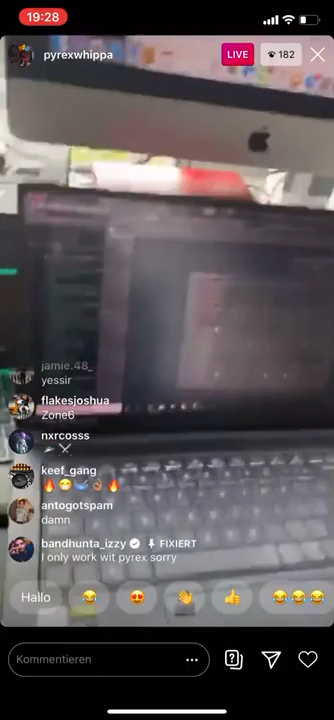 19:28
pyrexwhippa
LIVE
182
jamie.48_
yessir
flakesjoshua
Zone6
nxrcosss
keef_gang
antogotspam
damn
bandhunta_izzy FIXIERT
I only work wit pyrex sorry
Hallo
Kommentieren